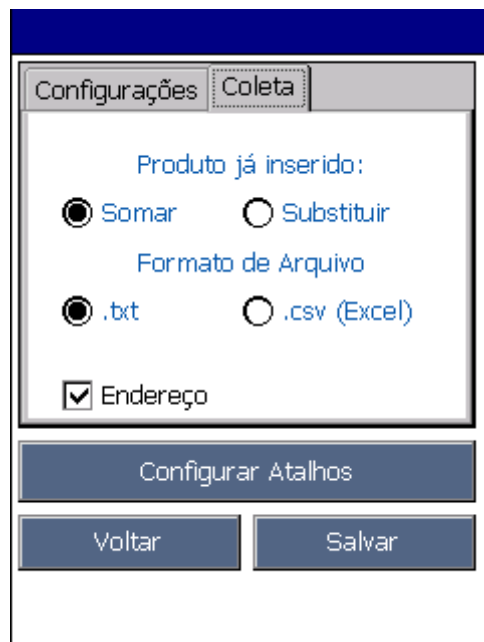 Configurações Coleta
Produto já inserido:
Somar Substituir
Formato de Arquivo
.txt .csv (Excel)
Endereço
Configurar Atalhos
Voltar Salvar